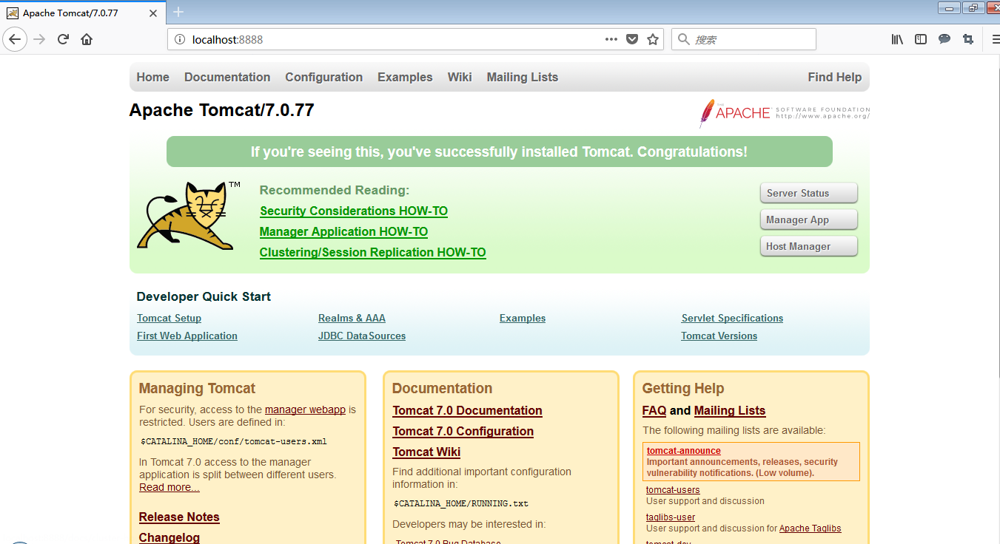 Apache Tomcat/7.0.77
localhost:8888
搜索
Home Documentation Configuration Examples Wiki Mailing Lists Find Help
Apache Tomcat/7.0.77
THE APACHE SOFTWARE FOUNDATION
http://www.apache.org/
If you're seeing this, you've successfully installed Tomcat. Congratulations!
TM
Recommended Reading:
Security Considerations HOW-TO
Manager Application HOW-TO
Clustering/Session Replication HOW-TO
Server Status
Manager App
Host Manager
Developer Quick Start
Tomcat Setup
First Web Application
Realms & AAA
JDBC DataSources
Examples
Servlet Specifications
Tomcat Versions
Managing Tomcat
For security, access to the manager webapp is
restricted. Users are defined in:
$CATALINA_HOME/conf/tomcat-users.xml
In Tomcat 7.0 access to the manager
application is split between different users.
Read more...
Release Notes
Changelog
Documentation
Tomcat 7.0 Documentation
Tomcat 7.0 Configuration
Tomcat Wiki
Find additional important configuration
information in:
$CATALINA_HOME/RUNNING.txt
Developers may be interested in:
Tomcat 7.0 Bug Database
Getting Help
FAQ and Mailing Lists
The following mailing lists are available:
tomcat-announce
Important announcements, releases, security
vulnerability notifications. (Low volume).
tomcat-users
User support and discussion
taglibs-user
User support and discussion for Apache Taglibs
tomcat-dev